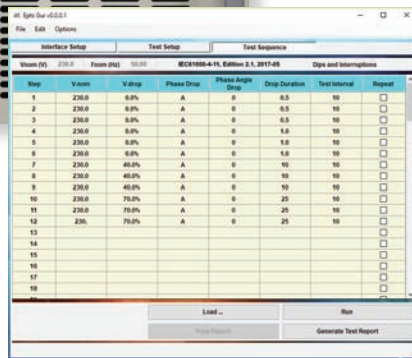 Epts Gui v0.0.0.1
File Edit Options
Interface Setup Test Setup Test Sequence
Vnom (V) 230.0 Fnom (Hz) 50.00 IEC61000-4-11, Edition 2.1, 2017-05 Dips and Interruptions
Step V.nom V.drop Phase Drop Phase Angle Drop Drop Duration Test Interval Repeat
1 230.0 0.0% A 0 0.5 10
2 230.0 0.0% A 0 0.5 10
3 230.0 0.0% A 0 0.5 10
4 230.0 0.0% A 0 1.0 10
5 230.0 0.0% A 0 1.0 10
6 230.0 0.0% A 0 1.0 10
7 230.0 40.0% A 0 10 10
8 230.0 40.0% A 0 10 10
9 230.0 40.0% A 0 10 10
10 230.0 70.0% A 0 25 10
11 230.0 70.0% A 0 25 10
12 230. 70.0% A 0 25 10
13
14
15
16
17
18
Load ... Run
View Report Generate Test Report